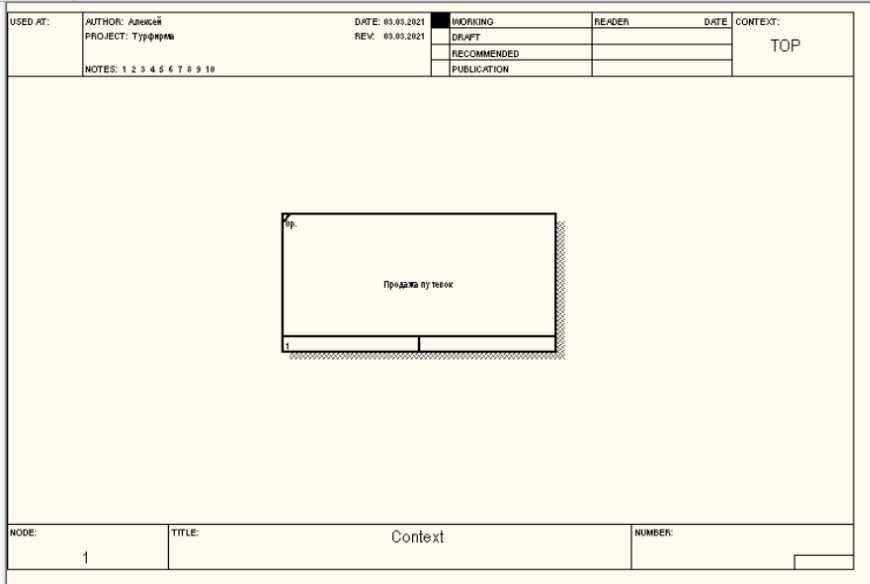 USED AT:
AUTHOR: Алексей
DATE: 03.03.2021
PROJECT: Турфирма
REV: 03.03.2021
NOTES: 1 2 3 4 5 6 7 8 9 10
WORKING
DRAFT
RECOMMENDED
PUBLICATION
READER
DATE
CONTEXT:
TOP
0р.
Продажа путевок
1
NODE:
1
TITLE:
Context
NUMBER: